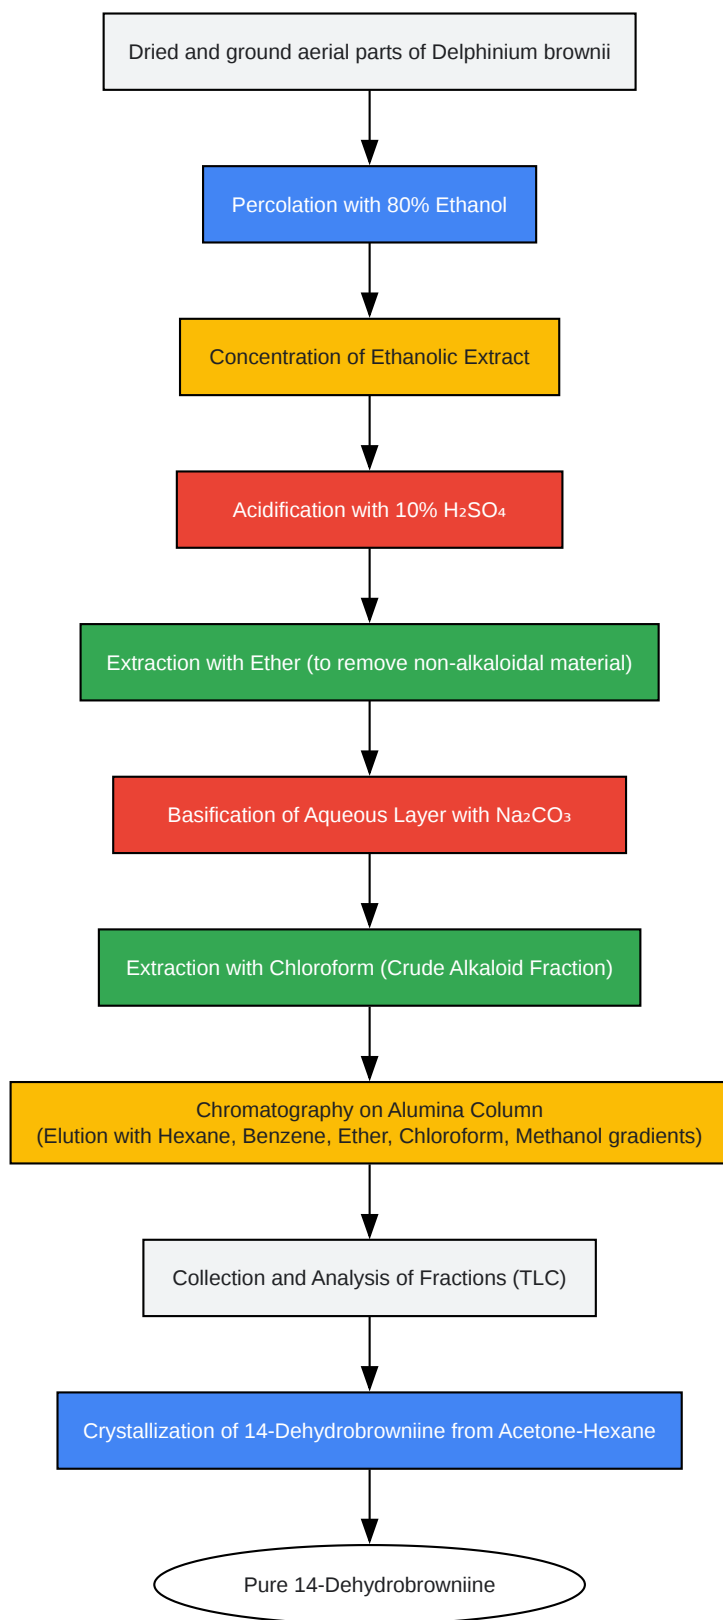 Dried and ground aerial parts of Delphinium brownii
Percolation with 80% Ethanol
Concentration of Ethanolic Extract
Acidification with 10% H₂SO₄
Extraction with Ether (to remove non-alkaloidal material)
Basification of Aqueous Layer with Na₂CO₃
Extraction with Chloroform (Crude Alkaloid Fraction)
Chromatography on Alumina Column
(Elution with Hexane, Benzene, Ether, Chloroform, Methanol gradients)
Collection and Analysis of Fractions (TLC)
Crystallization of 14-Dehydrobrowniine from Acetone-Hexane
Pure 14-Dehydrobrowniine